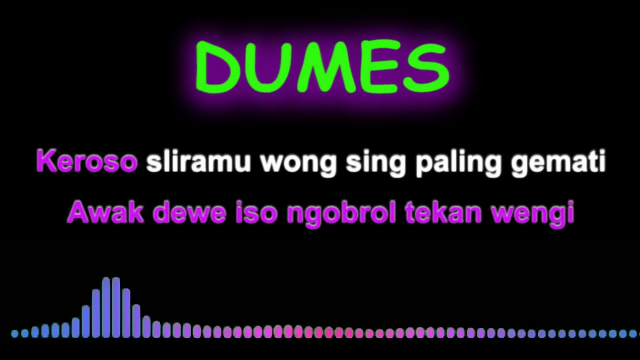 DUMES
Keroso sliramu wong sing paling gemati
Awak dewe iso ngobrol tekan wengi